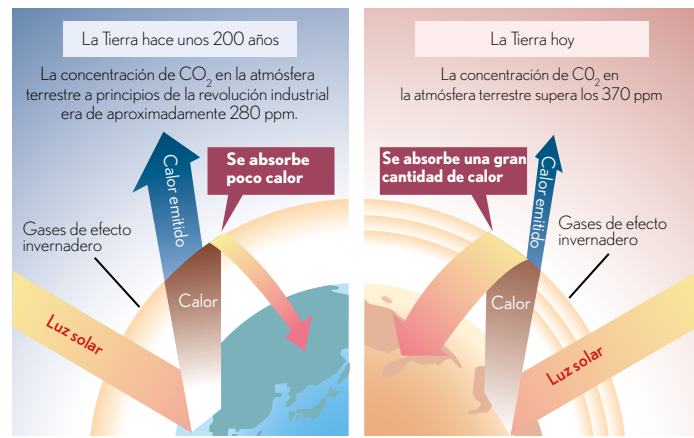 La Tierra hace unos 200 años
La concentración de CO2 en la atmósfera
terrestre a principios de la revolución industrial
era de aproximadamente 280 ppm.
Se absorbe
poco calor
Calor emitido
Gases de efecto
invernadero
Calor
Luz solar
La Tierra hoy
La concentración de C02 en
la atmósfera terrestre supera los 370 ppm
Se absorbe una gran
cantidad de calor
Calor emitido
Gases de efecto
invernadero
Calor
Luz solar